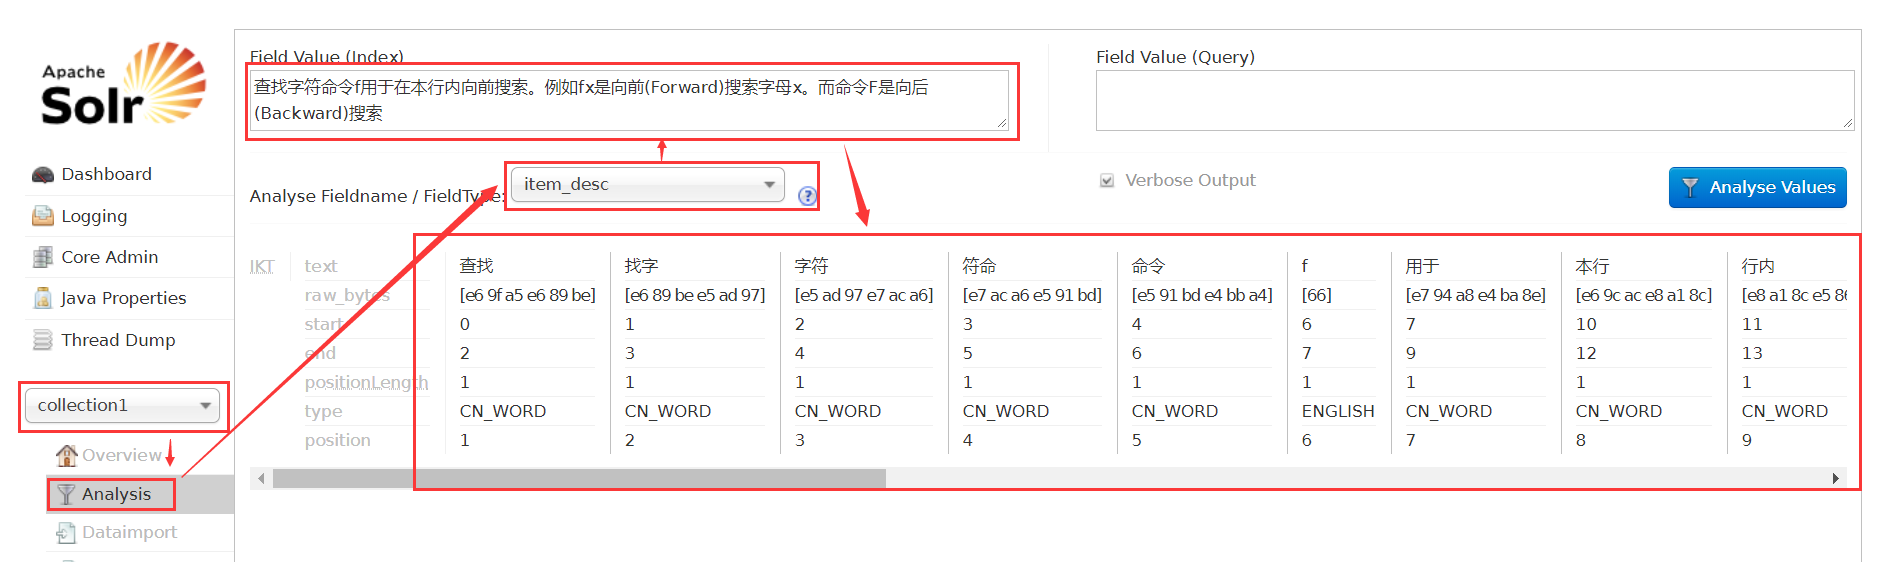 Apache
Solr
Dashboard
Logging
Core Admin
Java Properties
Thread Dump
collection1
Overview
Analysis
Dataimport
Field Value (Index)
查找字符命令f用于在本行内向前搜索。例如fx是向前(Forward)搜索字母x。而命令F是向后
(Backward)搜索
Field Value (Query)
Analyse Fieldname / FieldType:
item_desc
?
Verbose Output
Analyse Values
IKT text 查找 找字 字符 符命 命令 f 用于 本行 行内
raw_bytes [e6 9f a5 e6 89 be] [e6 89 be e5 ad 97] [e5 ad 97 e7 ac a6] [e7 ac a6 e5 91 bd] [e5 91 bd e4 bb a4] [66] [e7 94 a8 e4 ba 8e] [e6 9c ac e8 a1 8c] [e8 a1 8c e5 86
start 0 1 2 3 4 6 7 10 11
end 2 3 4 5 6 7 9 12 13
positionLength 1 1 1 1 1 1 1 1 1
type CN_WORD CN_WORD CN_WORD CN_WORD CN_WORD ENGLISH CN_WORD CN_WORD CN_WORD
position 1 2 3 4 5 6 7 8 9